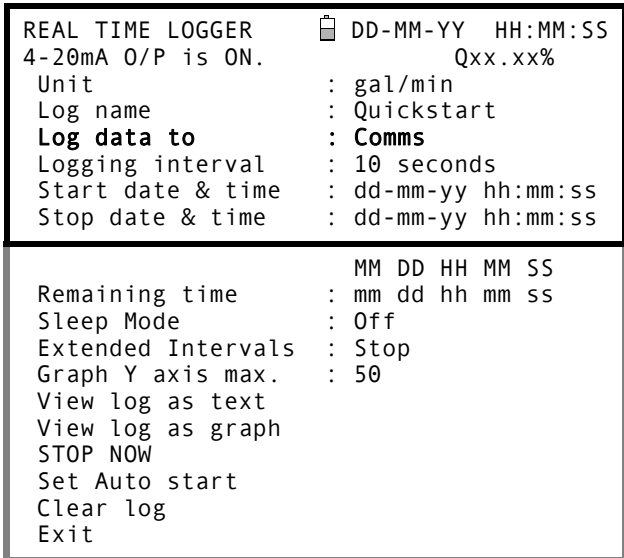 REAL TIME LOGGER DD-MM-YY HH:MM:SS
4-20mA O/P is ON. Qxx.xx%
Unit : gal/min
Log name : Quickstart
Log data to : Comms
Logging interval : 10 seconds
Start date & time : dd-mm-yy hh:mm:ss
Stop date & time : dd-mm-yy hh:mm:ss
MM DD HH MM SS
Remaining time : mm dd hh mm ss
Sleep Mode : Off
Extended Intervals : Stop
Graph Y axis max. : 50
View log as text
View log as graph
STOP NOW
Set Auto start
Clear log
Exit